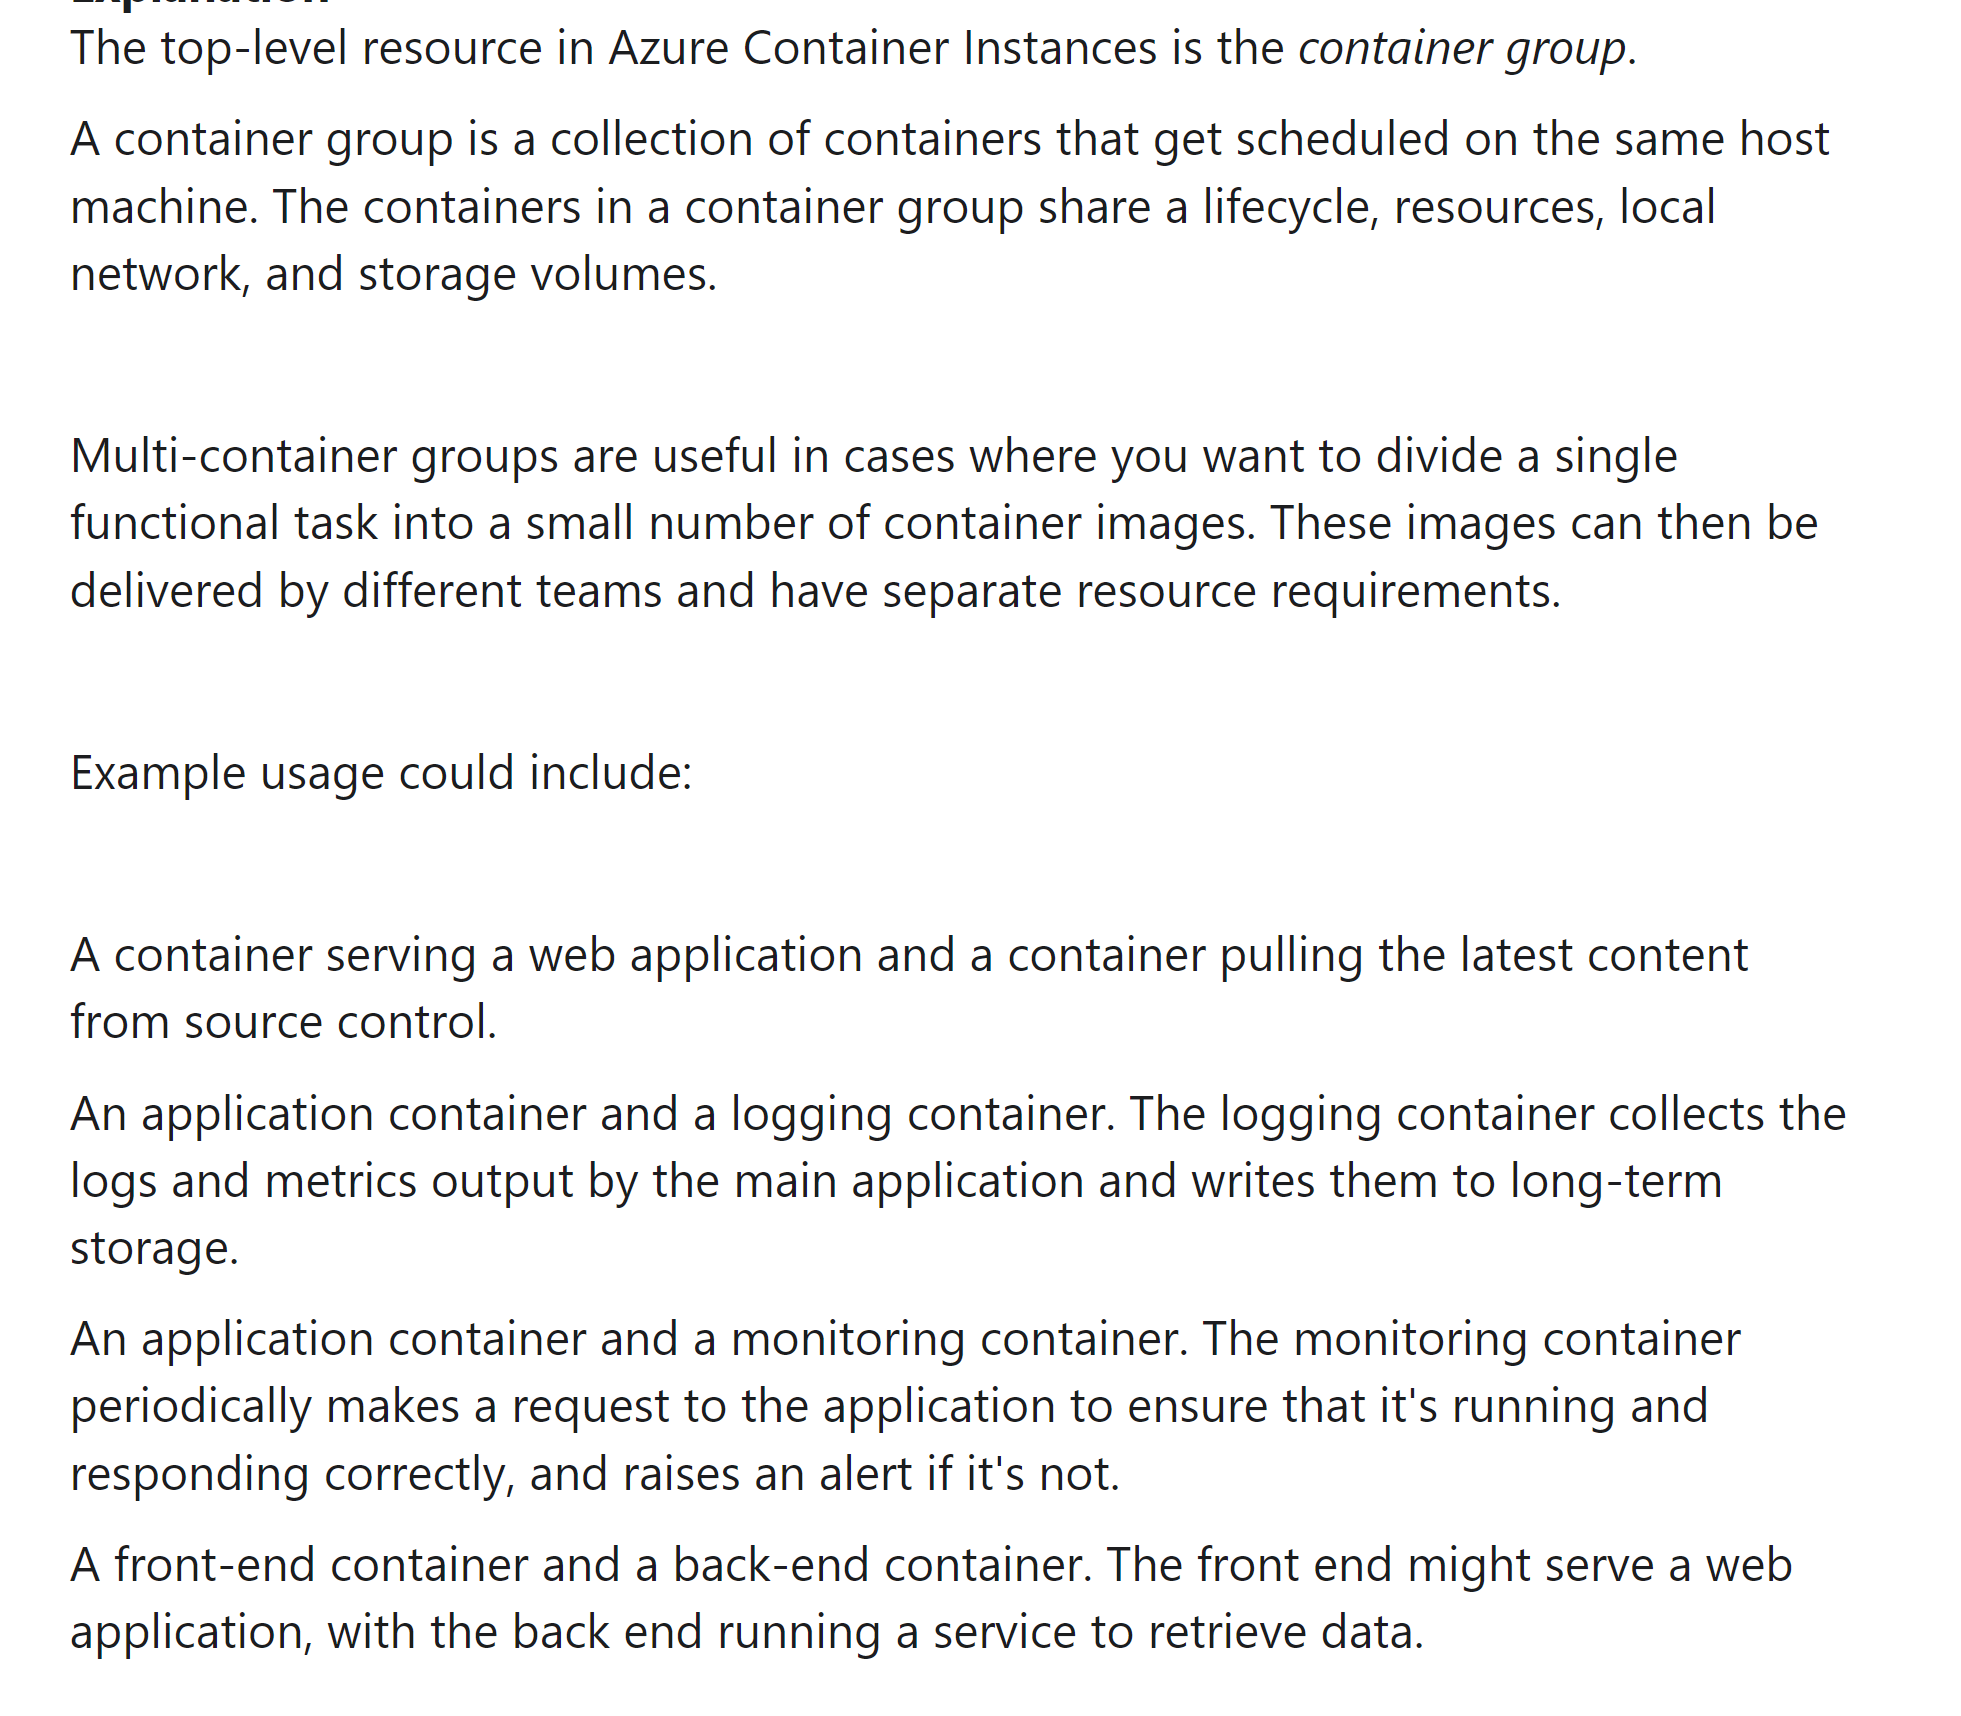 Explanation
The top-level resource in Azure Container Instances is the container group.
A container group is a collection of containers that get scheduled on the same host
machine. The containers in a container group share a lifecycle, resources, local
network, and storage volumes.
Multi-container groups are useful in cases where you want to divide a single
functional task into a small number of container images. These images can then be
delivered by different teams and have separate resource requirements.
Example usage could include:
A container serving a web application and a container pulling the latest content
from source control.
An application container and a logging container. The logging container collects the
logs and metrics output by the main application and writes them to long-term
storage.
An application container and a monitoring container. The monitoring container
periodically makes a request to the application to ensure that it's running and
responding correctly, and raises an alert if it's not.
A front-end container and a back-end container. The front end might serve a web
application, with the back end running a service to retrieve data.